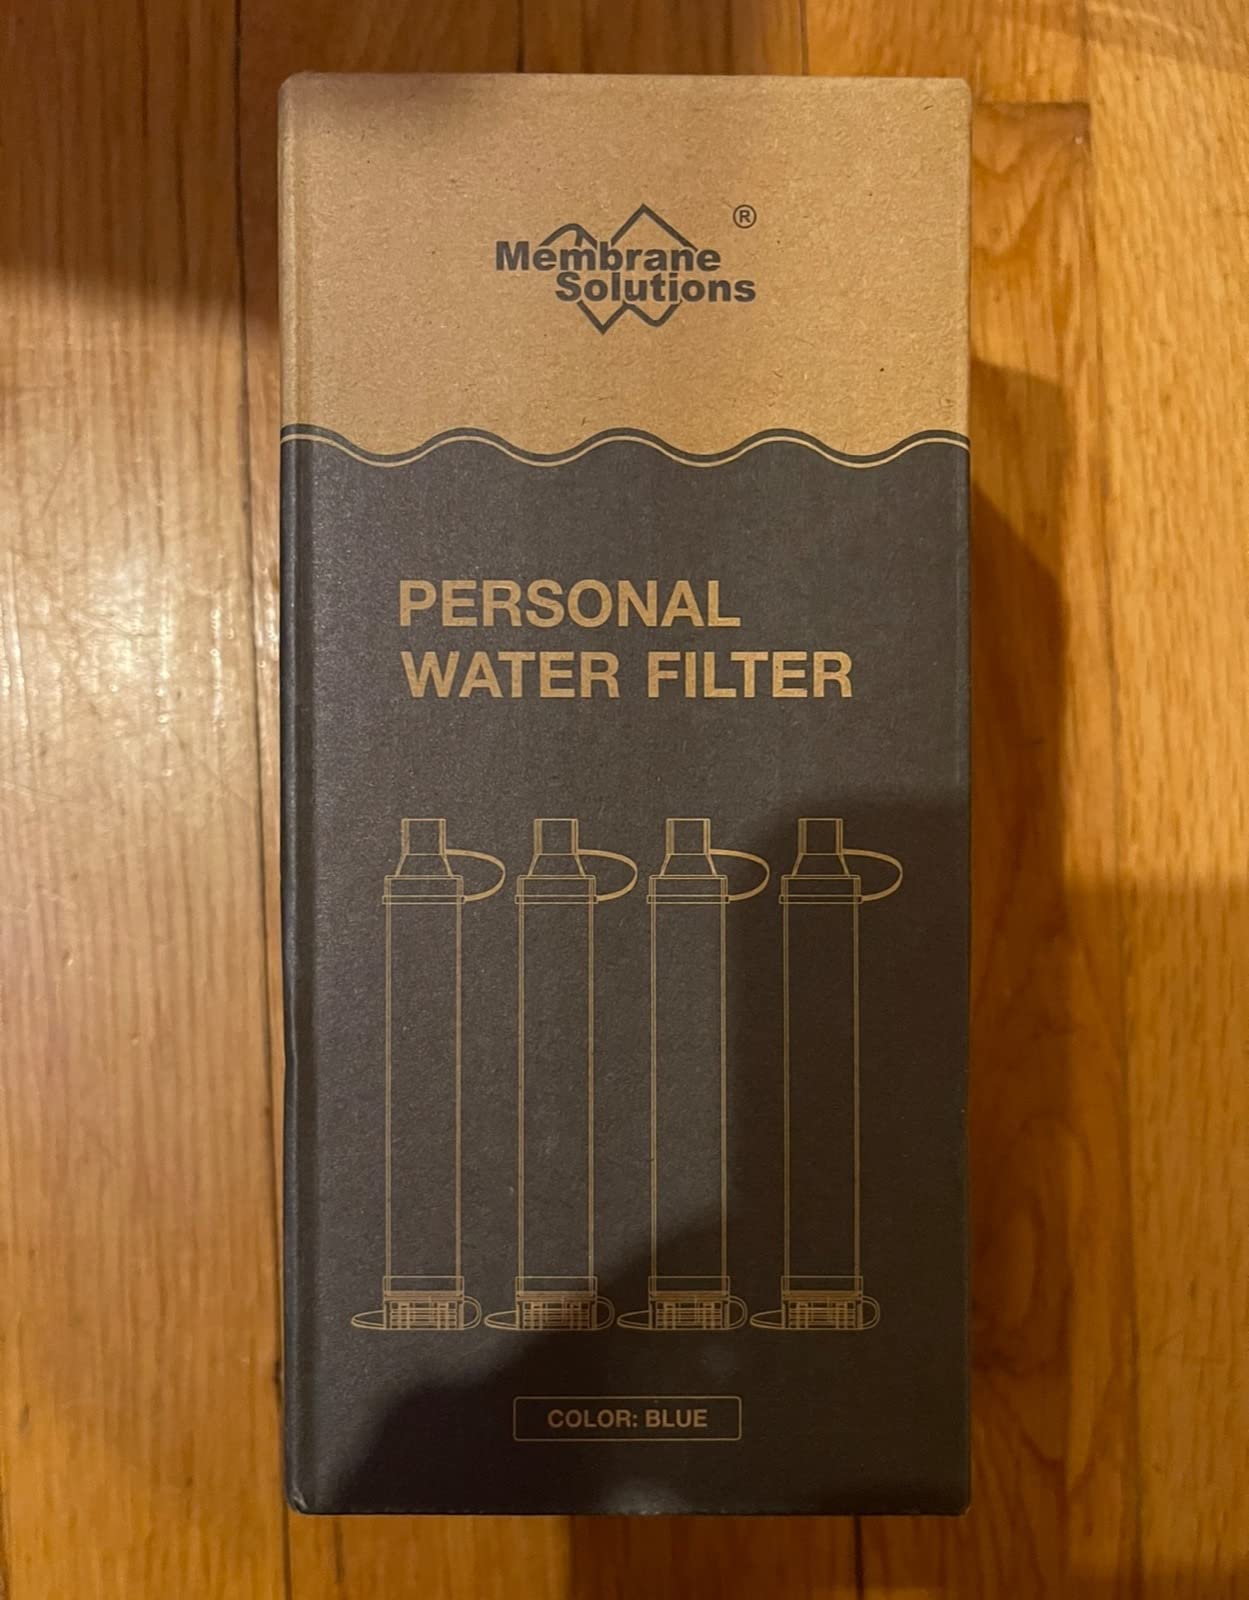 Membrane
Solutions
®
PERSONAL
WATER FILTER
COLOR: BLUE